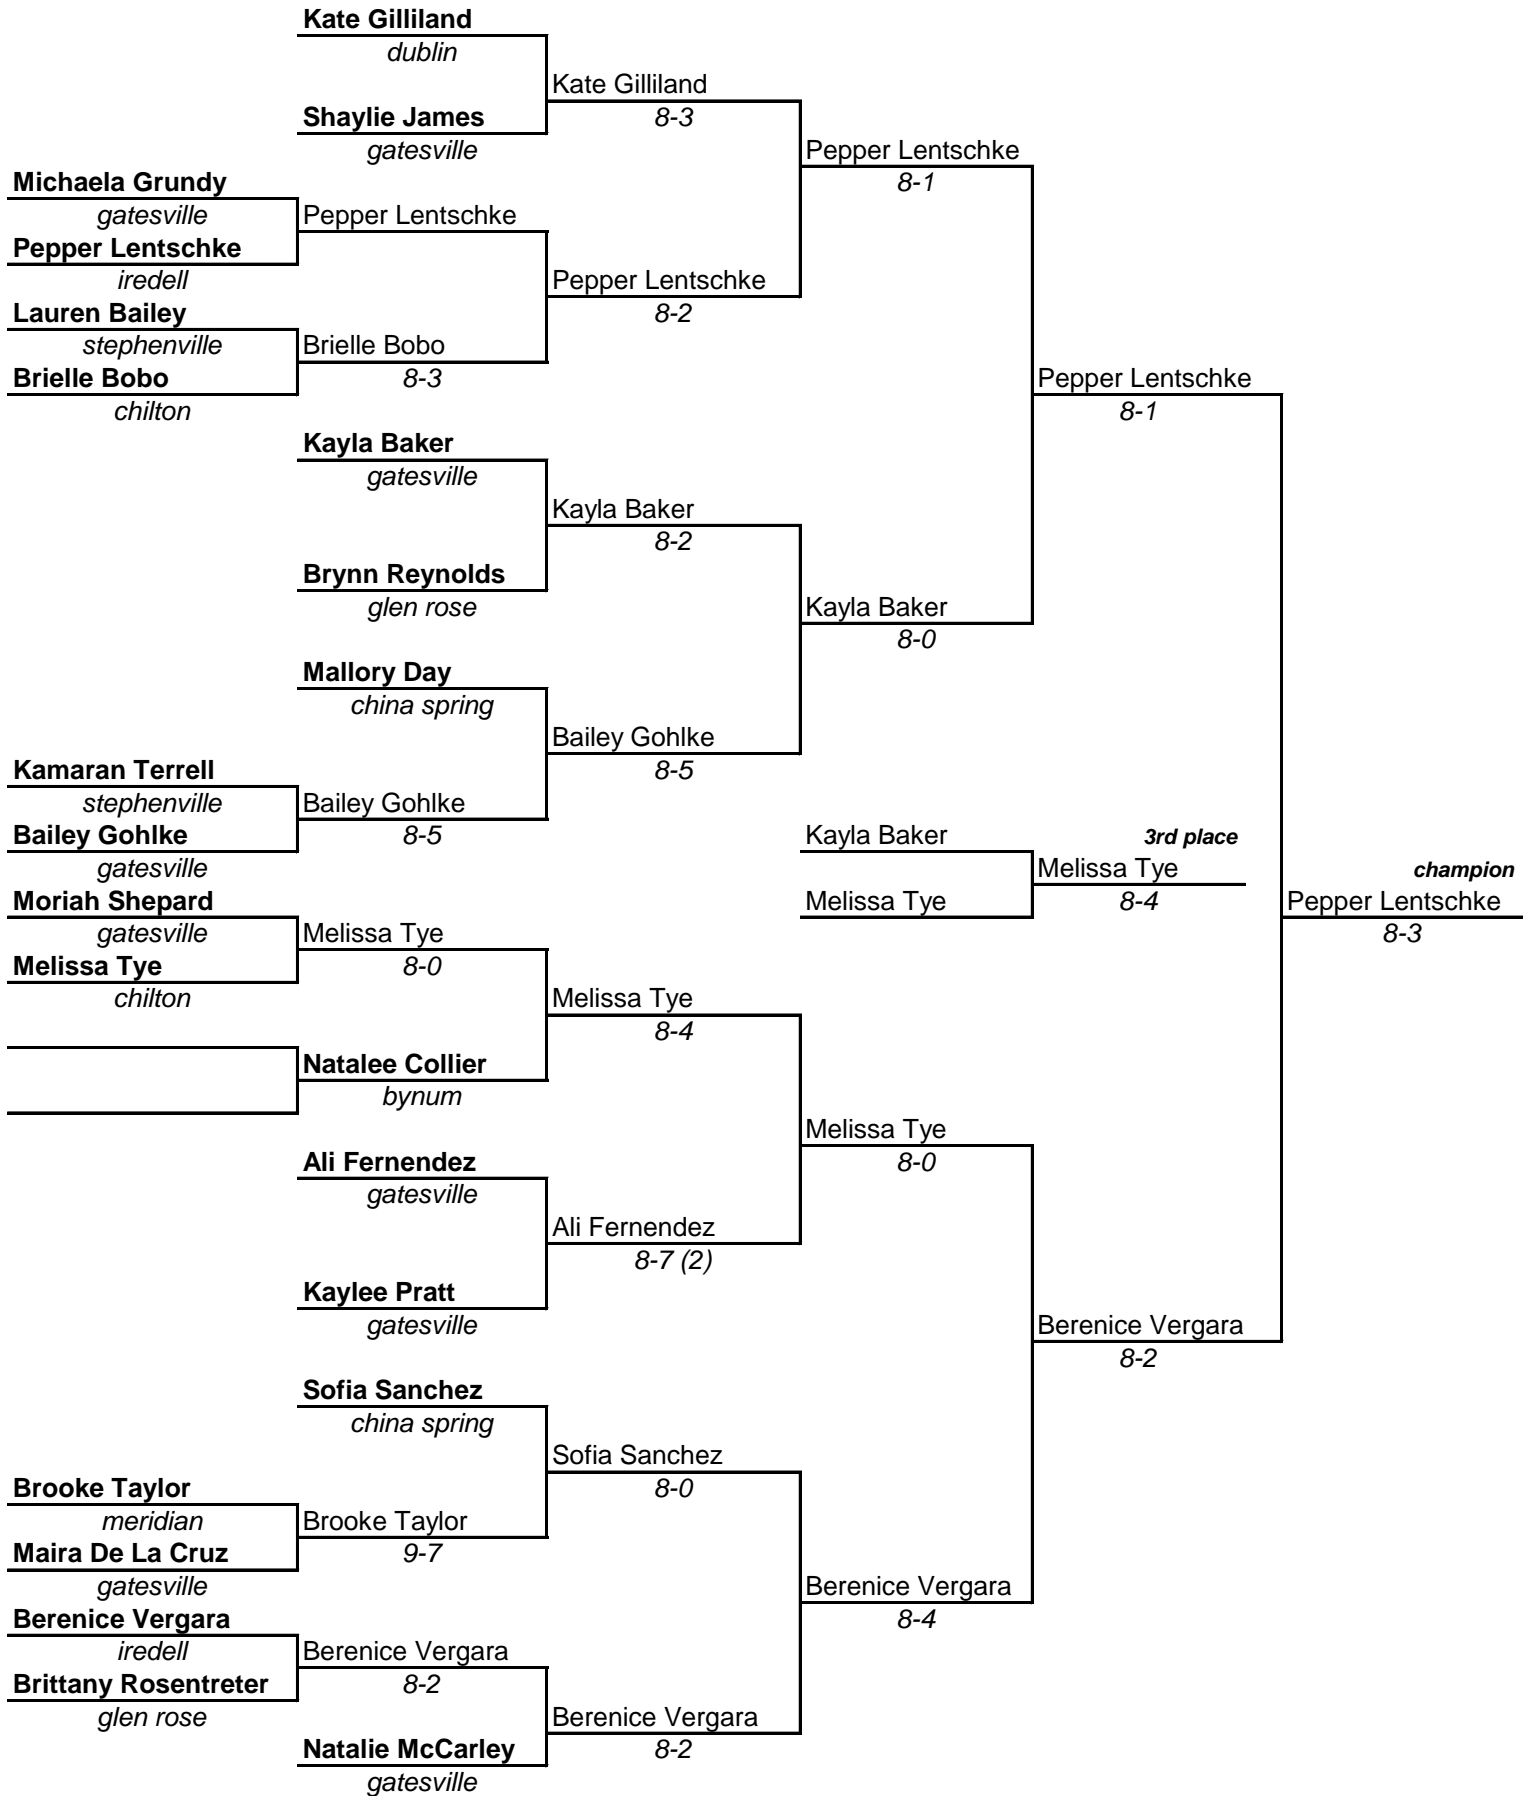 Kate Gilliland
dublin
Kate Gilliland
8-3
Shaylie James
gatesville
Pepper Lentschke
8-1
Michaela Grundy
gatesville
Pepper Lentschke
Pepper Lentschke
iredell
Pepper Lentschke
8-2
Lauren Bailey
stephenville
Brielle Bobo
8-3
Brielle Bobo
chilton
Pepper Lentschke
8-1
Kayla Baker
gatesville
Kayla Baker
8-2
Brynn Reynolds
glen rose
Kayla Baker
8-0
Mallory Day
china spring
Bailey Gohlke
8-5
Kamaran Terrell
stephenville
Bailey Gohlke
8-5
Bailey Gohlke
gatesville
Kayla Baker
3rd place
Melissa Tye
8-4
Melissa Tye
champion
Pepper Lentschke
8-3
Moriah Shepard
gatesville
Melissa Tye
8-0
Melissa Tye
chilton
Melissa Tye
8-4
Natalee Collier
bynum
Melissa Tye
8-0
Ali Fernendez
gatesville
Ali Fernendez
8-7 (2)
Kaylee Pratt
gatesville
Berenice Vergara
8-2
Sofia Sanchez
china spring
Sofia Sanchez
8-0
Brooke Taylor
meridian
Brooke Taylor
9-7
Maira De La Cruz
gatesville
Berenice Vergara
8-4
Berenice Vergara
iredell
Berenice Vergara
8-2
Brittany Rosentreter
glen rose
Berenice Vergara
8-2
Natalie McCarley
gatesville